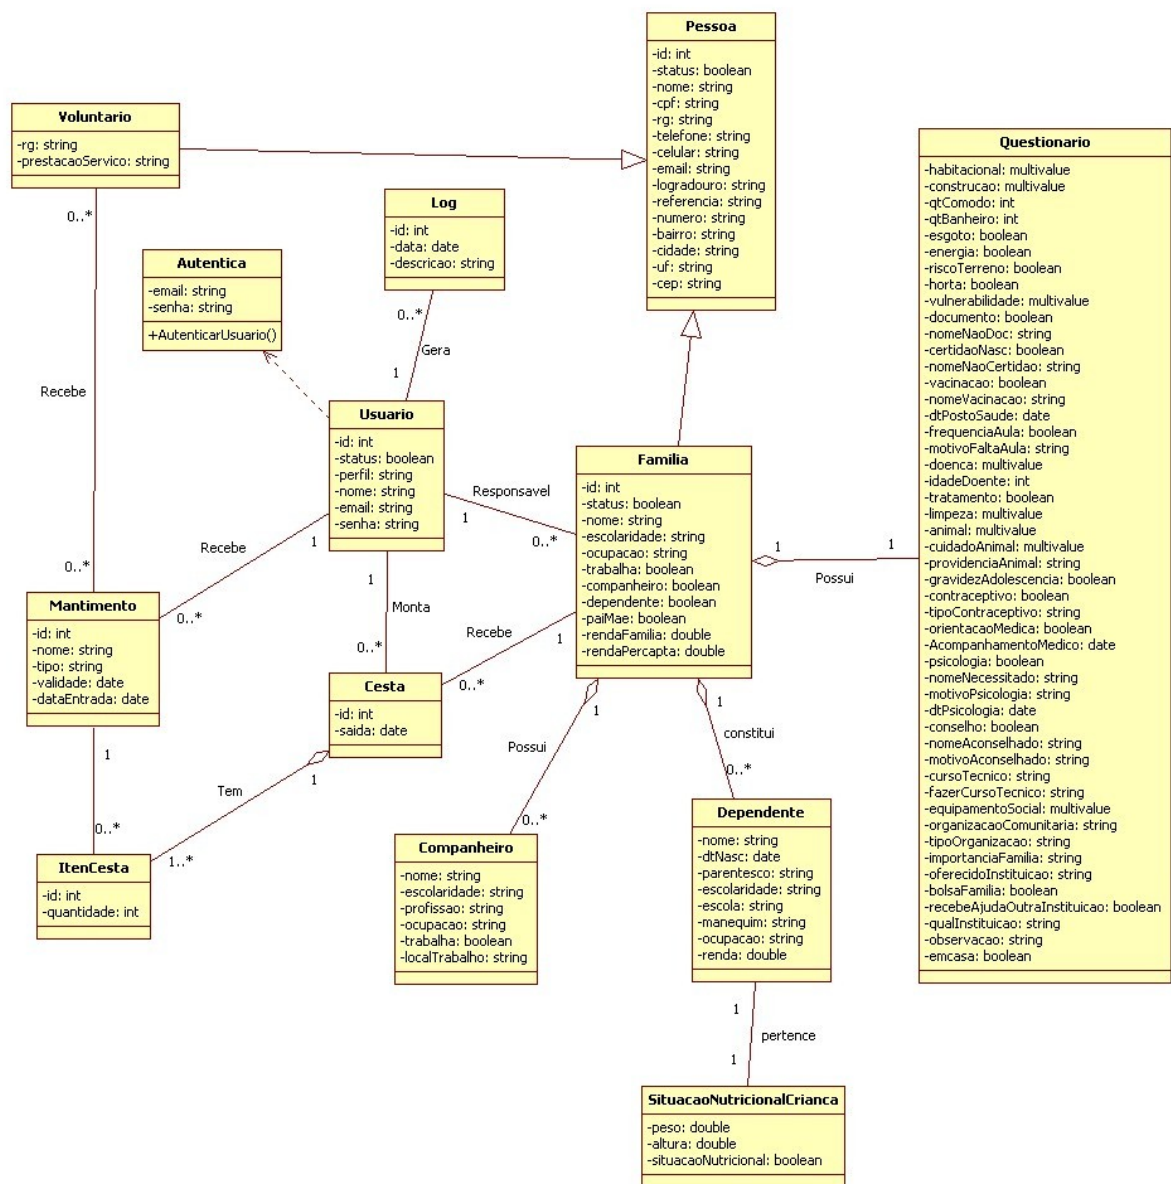 Pessoa
-id: int
-status: boolean
-nome: string
-cpf: string
-rg: string
-telefone: string
-celular: string
-email: string
-logradouro: string
-referencia: string
-numero: string
-bairro: string
-cidade: string
-uf: string
-cep: string
Voluntario
-rg: string
-prestacaoServico: string
0..*
Recebe
0..*
Log
-id: int
-data: date
-descricao: string
0..*
Gera
1
Autentica
-email: string
-senha: string
+AutenticarUsuario()
Usuario
-id: int
-status: boolean
-perfil: string
-nome: string
-email: string
-senha: string
Responsavel
1
0..*
1
Recebe
0..*
1
Monta
0..*
Familia
-id: int
-status: boolean
-nome: string
-escolaridade: string
-ocupacao: string
-trabalha: boolean
-companheiro: boolean
-dependente: boolean
-paiMae: boolean
-rendaFamilia: double
-rendaPercapta: double
1
Possui
1
Questionario
-habitacional: multivalue
-construcao: multivalue
-qtComodo: int
-qtBanheiro: int
-esgoto: boolean
-energia: boolean
-riscoTerreno: boolean
-horta: boolean
-vulnerabilidade: multivalue
-documento: boolean
-nomeNaoDoc: string
-certidaoNasc: boolean
-nomeNaoCertidao: string
-vacinacao: boolean
-nomeVacinacao: string
-dtPostoSaude: date
-frequenciaAula: boolean
-motivoFaltaAula: string
-doenca: multivalue
-idadeDoente: int
-tratamento: boolean
-limpeza: multivalue
-animal: multivalue
-cuidadoAnimal: multivalue
-providenciaAnimal: string
-gravidezAdolescencia: boolean
-contraceptivo: boolean
-tipoContraceptivo: string
-orientacaoMedica: boolean
-AcompanhamentoMedico: date
-psicologia: boolean
-nomeNecessitado: string
-motivoPsicologia: string
-dtPsicologia: date
-conselho: boolean
-nomeAconselhado: string
-motivoAconselhado: string
-cursoTecnico: string
-fazerCursoTecnico: string
-equipamentoSocial: multivalue
-organizacaoComunitaria: string
-tipoOrganizacao: string
-importanciaFamilia: string
-oferecidoInstituicao: string
-bolsaFamilia: boolean
-recebeAjudaOutraInstituicao: boolean
-qualInstituicao: string
-observacao: string
-emcasa: boolean
Mantimento
-id: int
-nome: string
-tipo: string
-validade: date
-dataEntrada: date
1
0..*
Recebe
1
0..*
Cesta
-id: int
-saida: date
1
Tem
1..*
ItenCesta
-id: int
-quantidade: int
1
Possui
0..*
Companheiro
-nome: string
-escolaridade: string
-profissao: string
-ocupacao: string
-trabalha: boolean
-localTrabalho: string
1
constitui
0..*
Dependente
-nome: string
-dtNasc: date
-parentesco: string
-escolaridade: string
-escola: string
-manequim: string
-ocupacao: string
-renda: double
1
pertence
1
SituacaoNutricionalCrianca
-peso: double
-altura: double
-situacaoNutricional: boolean